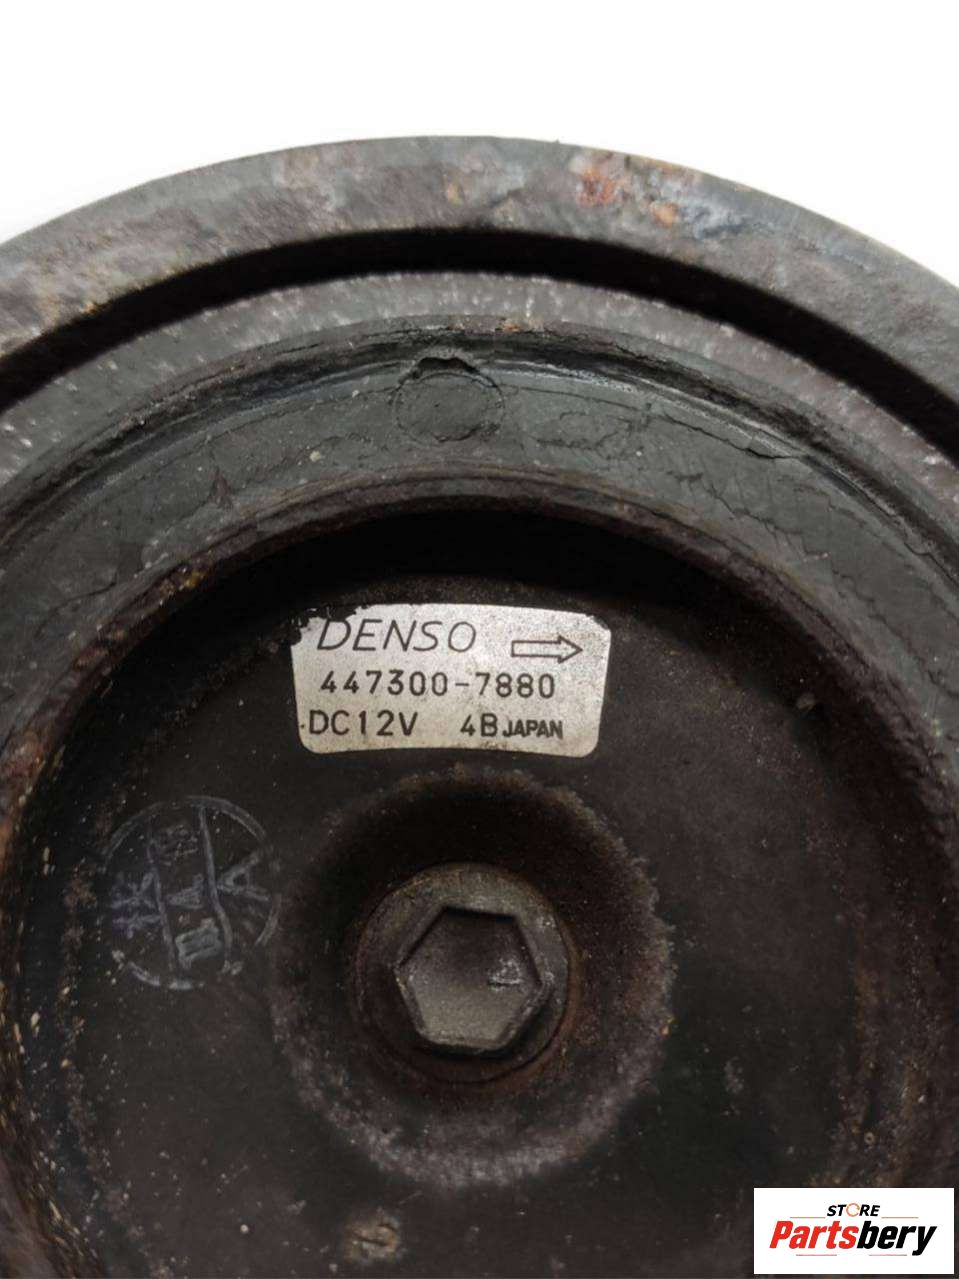 DENSO
447300-7880
DC12V 4B JAPAN
STORE
Partsbery